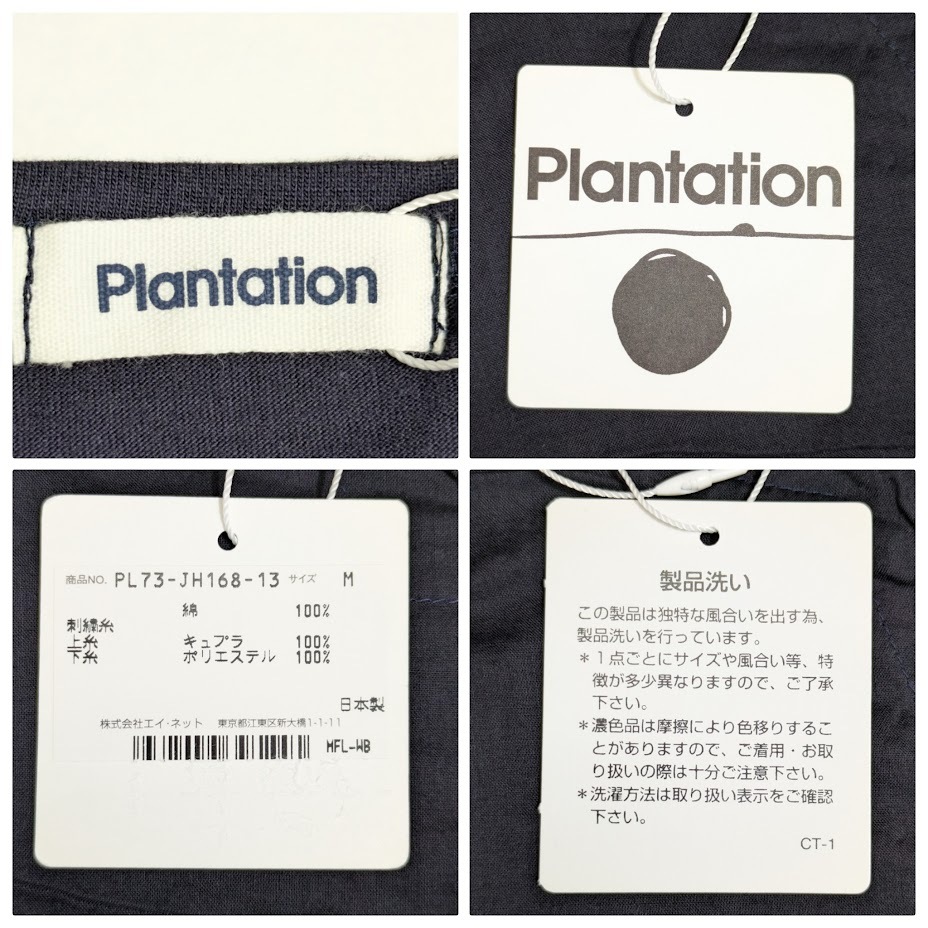 Plantation
Plantation
商品NO. PL73-JH168-13 サイズ M
綿 100%
刺繍糸
上糸 キュプラ 100%
下糸 ポリエステル 100%
日本製
株式会社エイ・ネット 東京都江東区新大橋1-1-11
MFL-WB
製品洗い
この製品は独特な風合いを出す為、
製品洗いを行っています。
*1点ごとにサイズや風合い等、特
徴が多少異なりますので、ご了承
下さい。
*濃色品は摩擦により色移りするこ
とがありますので、ご着用・お取
り扱いの際は十分ご注意下さい。
*洗濯方法は取り扱い表示をご確認
下さい。
CT-1